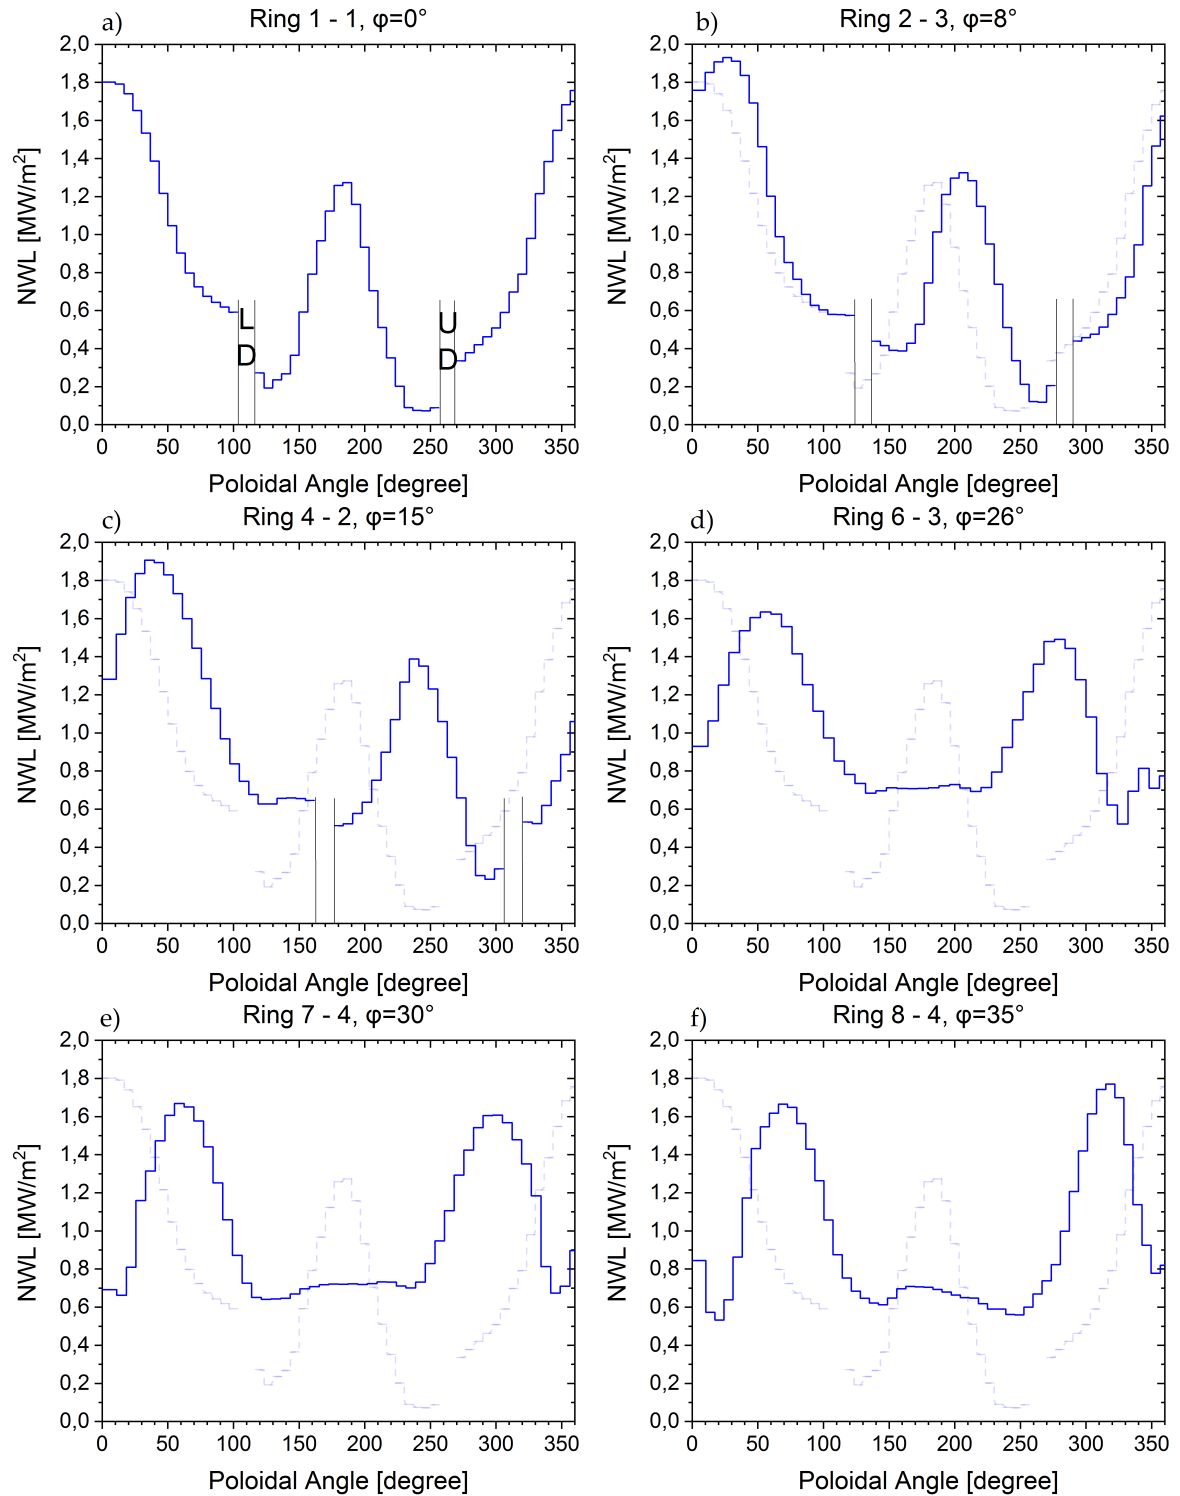 a) Ring 1 - 1, φ=0°
2,0
1,8
1,6
1,4
1,2
1,0
0,8
0,6
0,4
0,2
0,0
NWL [MW/m²]
L
D
U
D
0 50 100 150 200 250 300 350
Poloidal Angle [degree]
b) Ring 2 - 3, φ=8°
2,0
1,8
1,6
1,4
1,2
1,0
0,8
0,6
0,4
0,2
0,0
NWL [MW/m²]
0 50 100 150 200 250 300 350
Poloidal Angle [degree]
c) Ring 4 - 2, φ=15°
2,0
1,8
1,6
1,4
1,2
1,0
0,8
0,6
0,4
0,2
0,0
NWL [MW/m²]
0 50 100 150 200 250 300 350
Poloidal Angle [degree]
d) Ring 6 - 3, φ=26°
2,0
1,8
1,6
1,4
1,2
1,0
0,8
0,6
0,4
0,2
0,0
NWL [MW/m²]
0 50 100 150 200 250 300 350
Poloidal Angle [degree]
e) Ring 7 - 4, φ=30°
2,0
1,8
1,6
1,4
1,2
1,0
0,8
0,6
0,4
0,2
0,0
NWL [MW/m²]
0 50 100 150 200 250 300 350
Poloidal Angle [degree]
f) Ring 8 - 4, φ=35°
2,0
1,8
1,6
1,4
1,2
1,0
0,8
0,6
0,4
0,2
0,0
NWL [MW/m²]
0 50 100 150 200 250 300 350
Poloidal Angle [degree]